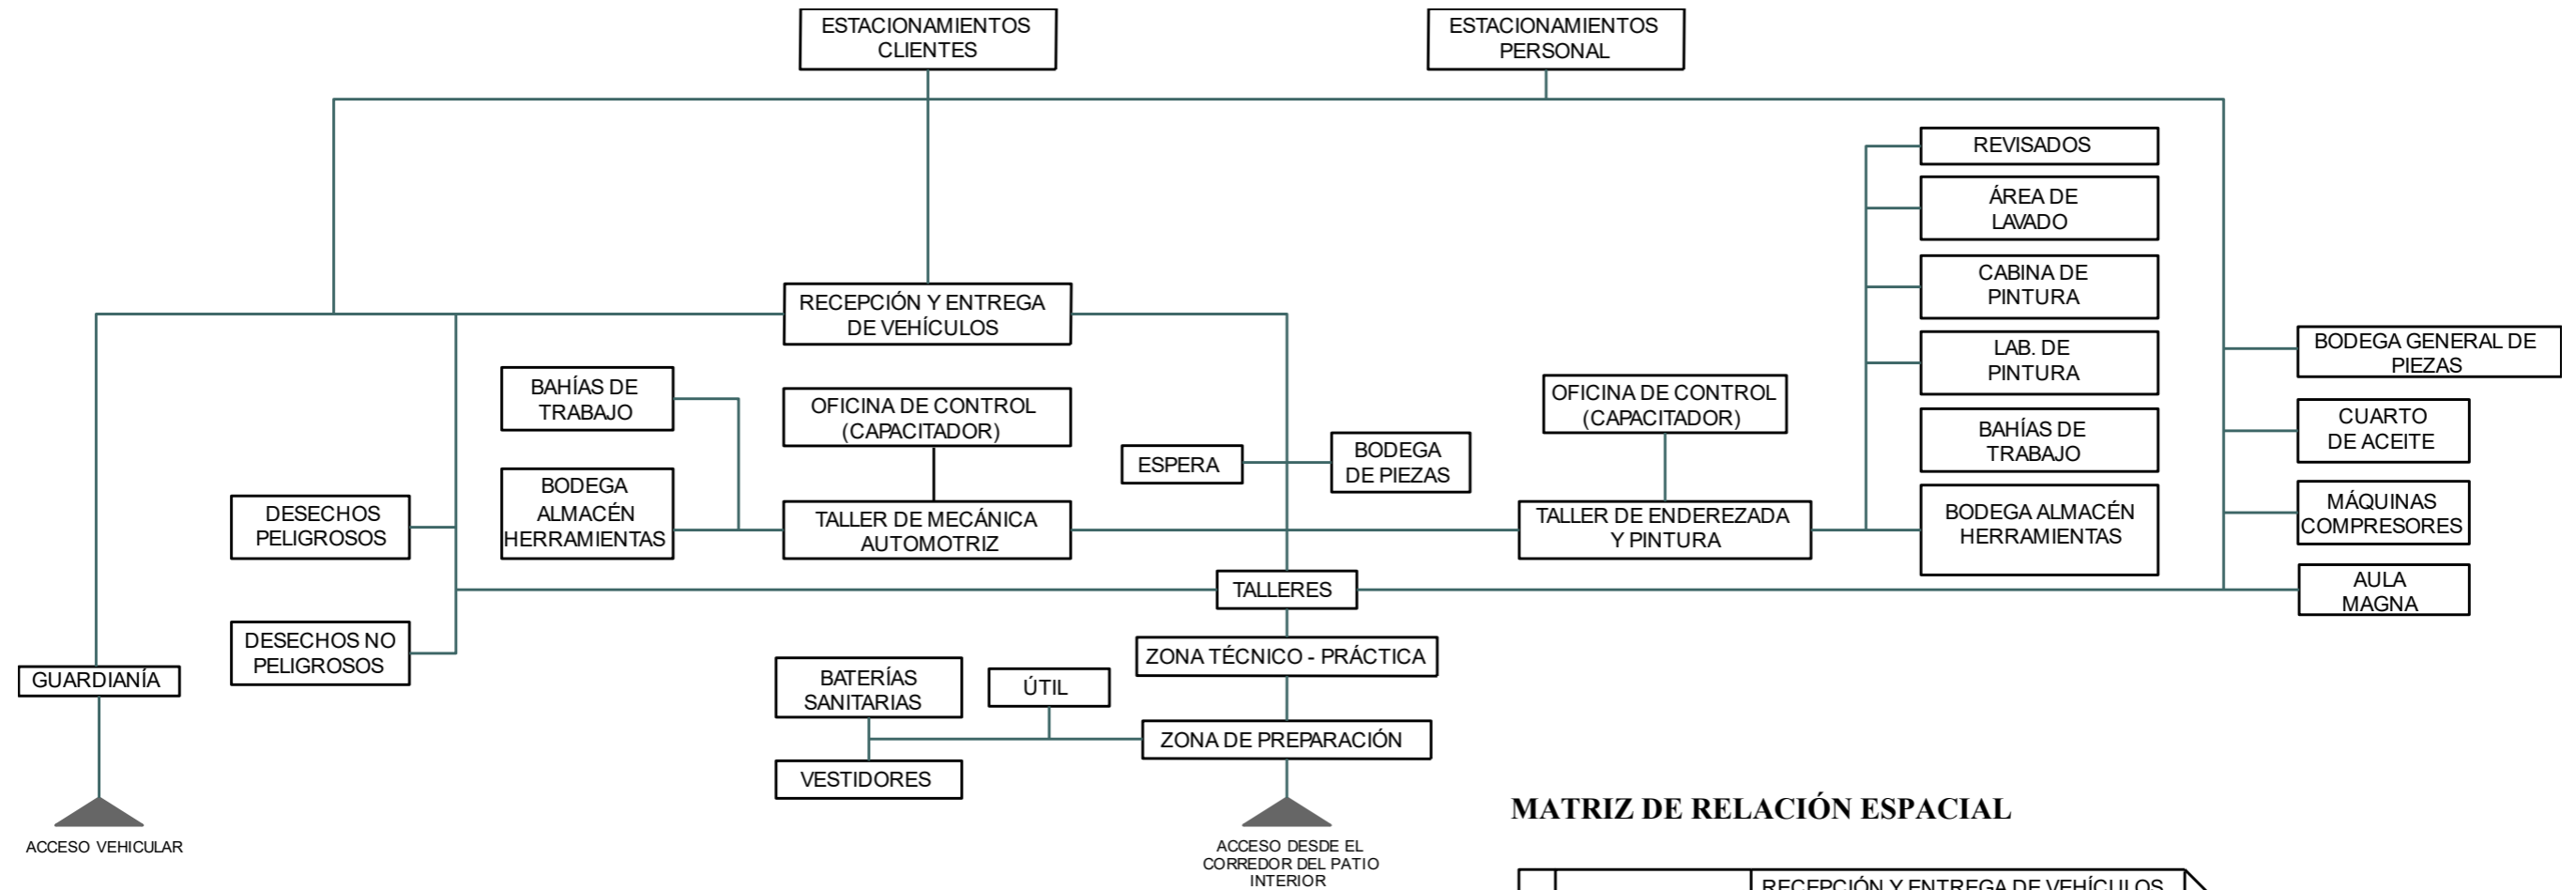 ESTACIONAMIENTOS
CLIENTES
ESTACIONAMIENTOS
PERSONAL
REVISADOS
ÁREA DE
LAVADO
CABINA DE
PINTURA
RECEPCIÓN Y ENTREGA
DE VEHÍCULOS
LAB. DE
PINTURA
BODEGA GENERAL DE
PIEZAS
BAHÍAS DE
TRABAJO
OFICINA DE CONTROL
(CAPACITADOR)
OFICINA DE CONTROL
(CAPACITADOR)
BAHÍAS DE
TRABAJO
CUARTO
DE ACEITE
ESPERA
BODEGA
DE PIEZAS
BODEGA
ALMACÉN
HERRAMIENTAS
DESECHOS
PELIGROSOS
TALLER DE MECÁNICA
AUTOMOTRIZ
TALLER DE ENDEREZADA
Y PINTURA
BODEGA ALMACÉN
HERRAMIENTAS
MÁQUINAS
COMPRESORES
TALLERES
AULA
MAGNA
DESECHOS NO
PELIGROSOS
ZONA TÉCNICO - PRÁCTICA
GUARDIANÍA
BATERÍAS
SANITARIAS
ÚTIL
ZONA DE PREPARACIÓN
VESTIDORES
MATRIZ DE RELACIÓN ESPACIAL
ACCESO VEHICULAR
ACCESO DESDE EL
CORREDOR DEL PATIO
INTERIOR
RECEPCIÓN Y ENTREGA DE VEHÍCULOS